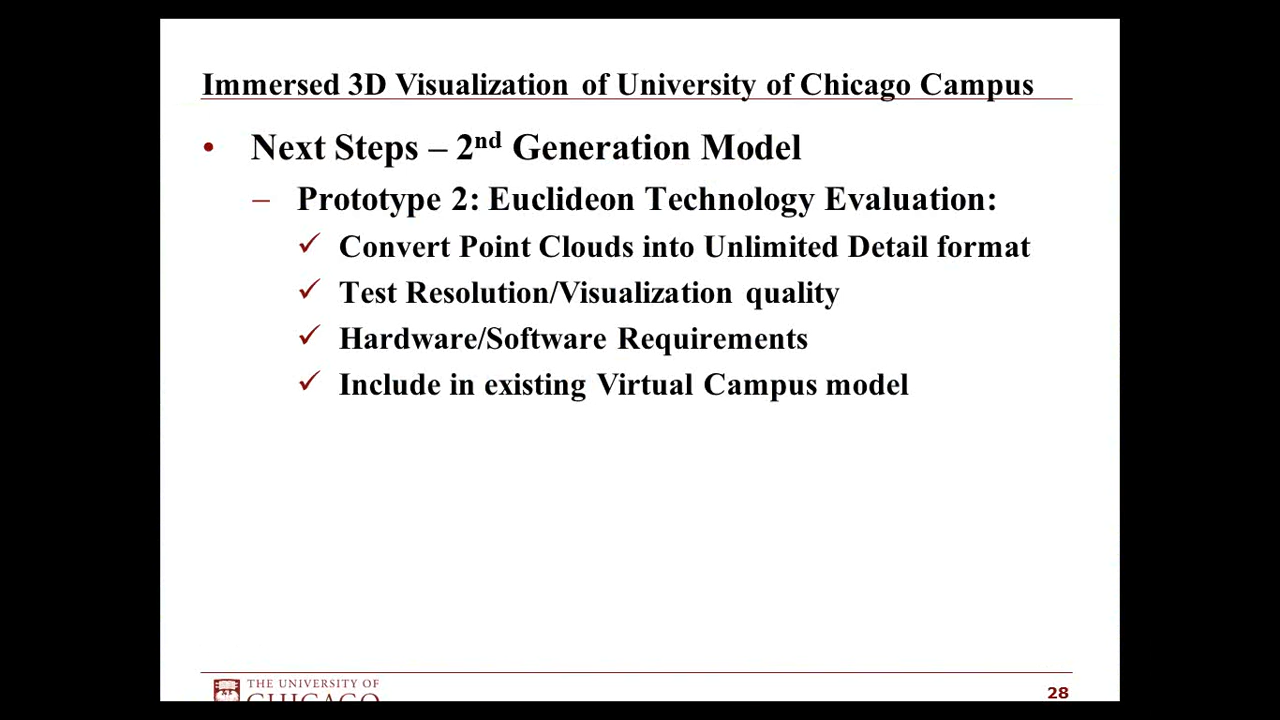 Immersed 3D Visualization of University of Chicago Campus
• Next Steps – 2nd Generation Model
– Prototype 2: Euclideon Technology Evaluation:
✓ Convert Point Clouds into Unlimited Detail format
✓ Test Resolution/Visualization quality
✓ Hardware/Software Requirements
✓ Include in existing Virtual Campus model
THE UNIVERSITY OF
CHICAGO
28